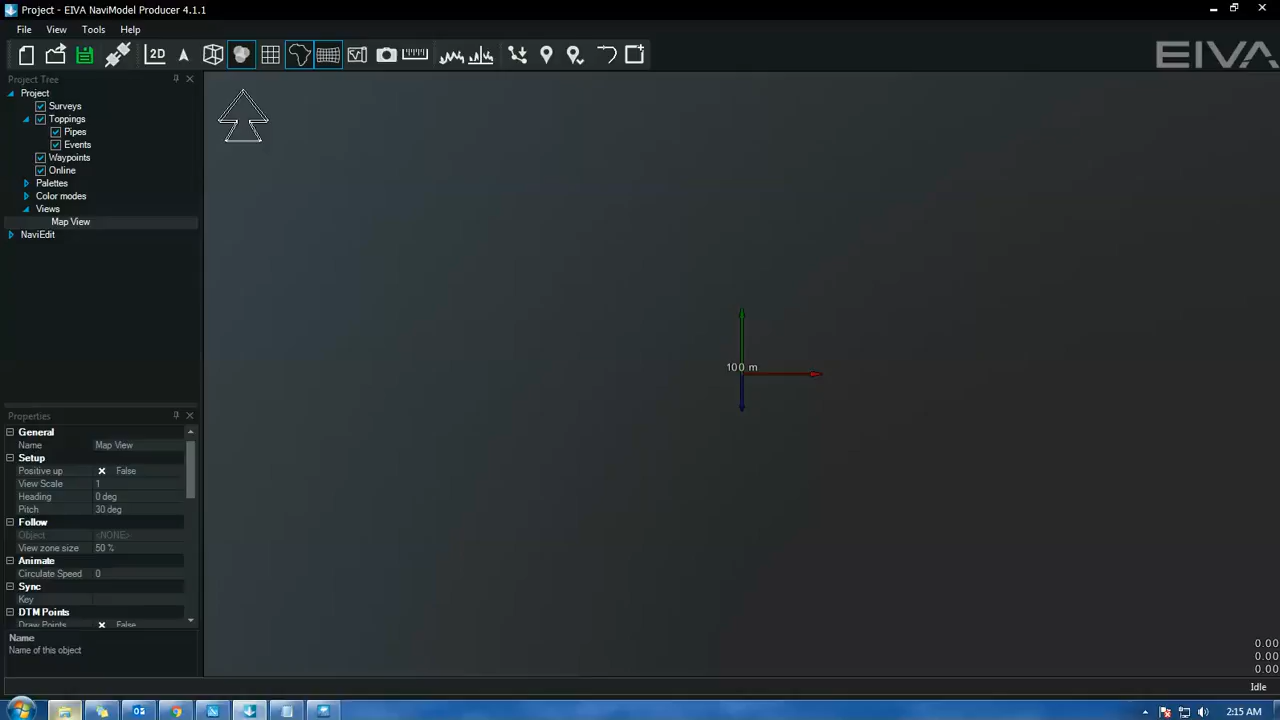 Project - EIVA NaviModel Producer 4.1.1
File View Tools Help
2D
EIVA
Project Tree
Project
Surveys
Toppings
Pipes
Events
Waypoints
Online
Palettes
Color modes
Views
Map View
NaviEdit
100 m
Properties
General
Name Map View
Setup
Positive up False
View Scale 1
Heading 0 deg
Pitch 30 deg
Follow
Object <NONE>
View zone size 50 %
Animate
Circulate Speed 0
Sync
Key
DTM Points
Draw Points False
Name
Name of this object
0.00
0.00
0.00
Idle
2:15 AM